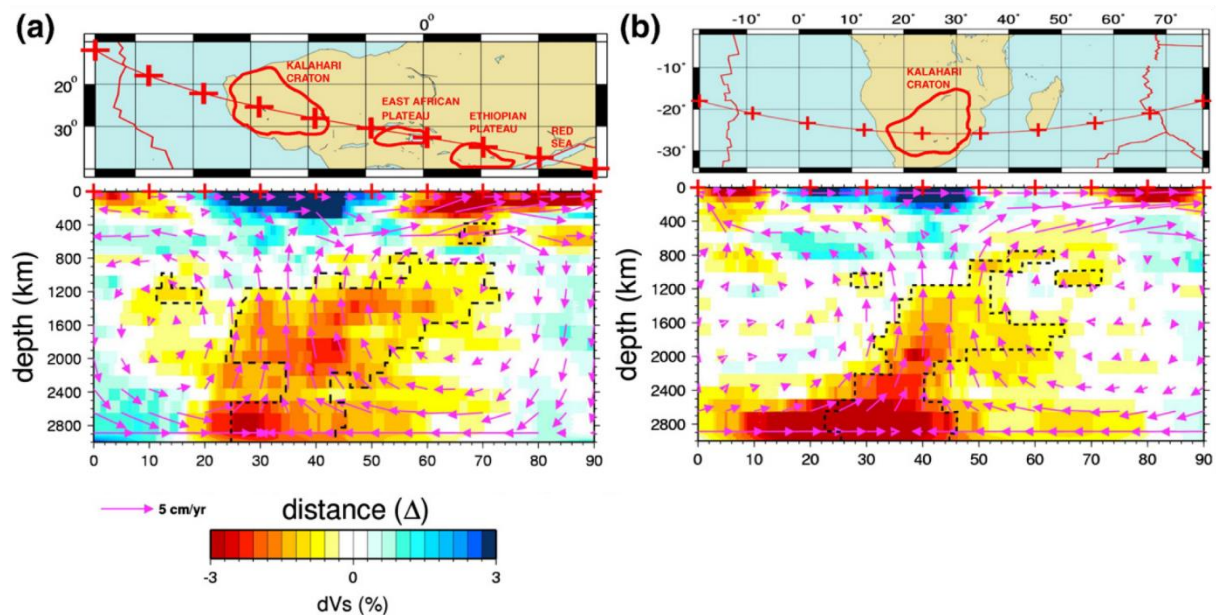 (a)
0°
20°
30°
KALAHARI
CRATON
EAST AFRICAN
PLATEAU
ETHIOPIAN
PLATEAU
RED
SEA
(b)
-10° 0° 10° 20° 30° 40° 50° 60° 70°
-10°
-20°
-30°
KALAHARI
CRATON
depth (km)
0
400
800
1200
1600
2000
2400
2800
0 10 20 30 40 50 60 70 80 90
depth (km)
0
400
800
1200
1600
2000
2400
2800
0 10 20 30 40 50 60 70 80 90
5 cm/yr
distance (Δ)
-3 0 3
dVs (%)